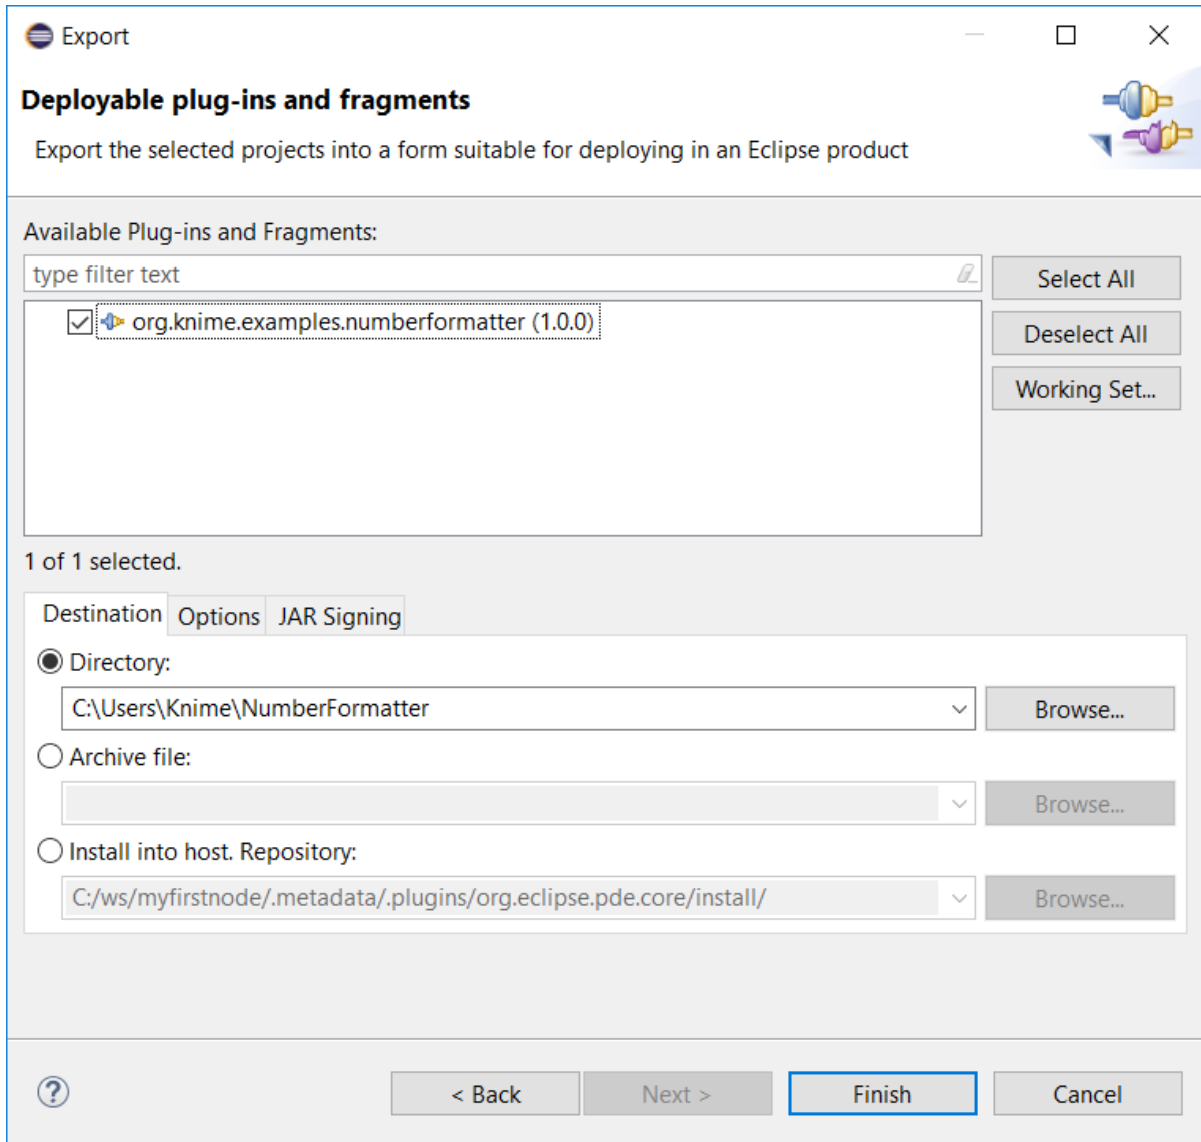 Export
Deployable plug-ins and fragments
Export the selected projects into a form suitable for deploying in an Eclipse product
Available Plug-ins and Fragments:
type filter text
Select All
org.knime.examples.numberformatter (1.0.0)
Deselect All
Working Set...
1 of 1 selected.
Destination Options JAR Signing
Directory:
C:\Users\Knime\NumberFormatter Browse...
Archive file:
Browse...
Install into host. Repository:
C:/ws/myfirstnode/.metadata/.plugins/org.eclipse.pde.core/install/ Browse...
? < Back Next > Finish Cancel